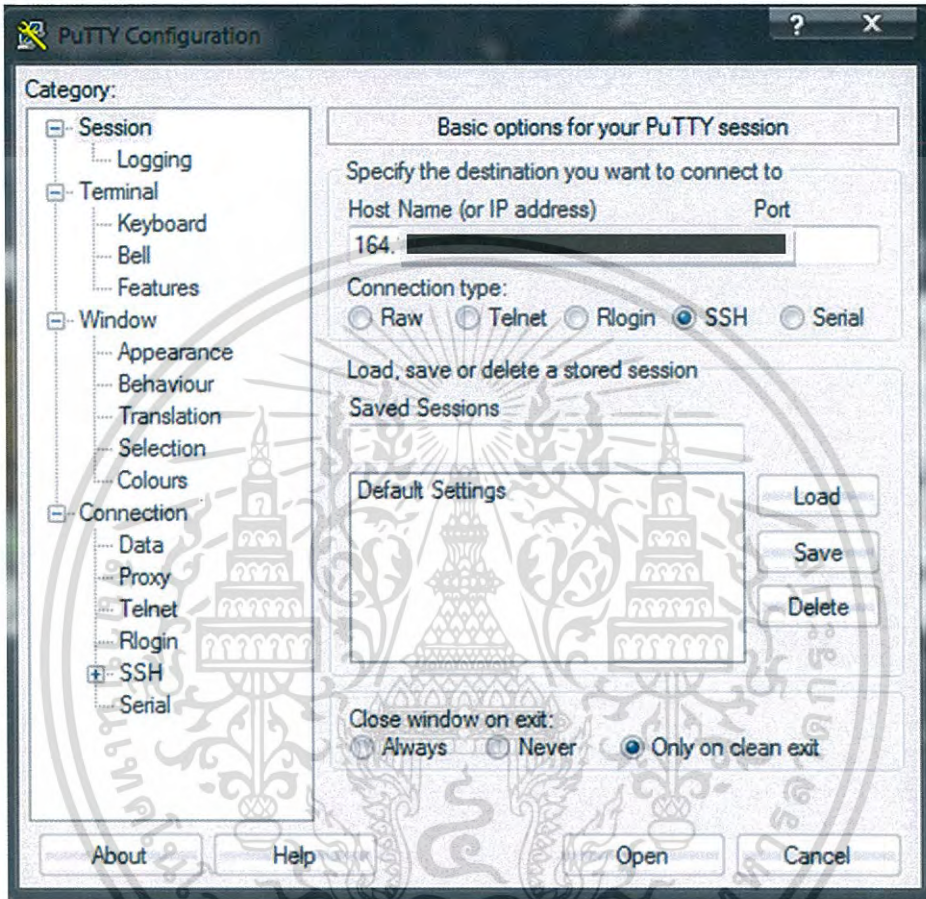 PuTTY Configuration
Category:
Session
Logging
Terminal
Keyboard
Bell
Features
Window
Appearance
Behaviour
Translation
Selection
Colours
Connection
Data
Proxy
Telnet
Rlogin
SSH
Serial
Basic options for your PuTTY session
Specify the destination you want to connect to
Host Name (or IP address) Port
164.
Connection type:
Raw Telnet Rlogin SSH Serial
Load, save or delete a stored session
Saved Sessions
Default Settings
Load
Save
Delete
Close window on exit:
Always Never Only on clean exit
About Help Open Cancel